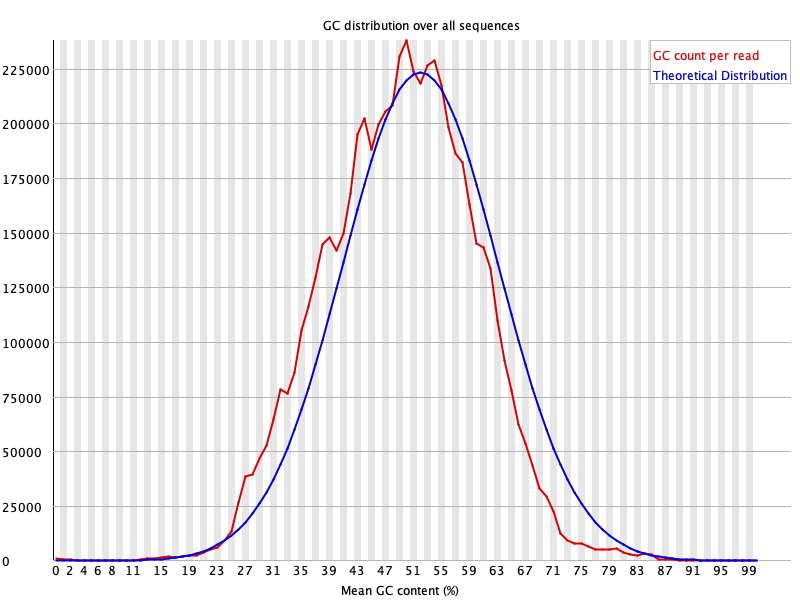 GC distribution over all sequences
GC count per read
Theoretical Distribution
225000
200000
175000
150000
125000
100000
75000
50000
25000
0
0 2 4 6 8 11 15 19 23 27 31 35 39 43 47 51 55 59 63 67 71 75 79 83 87 91 95 99
Mean GC content (%)